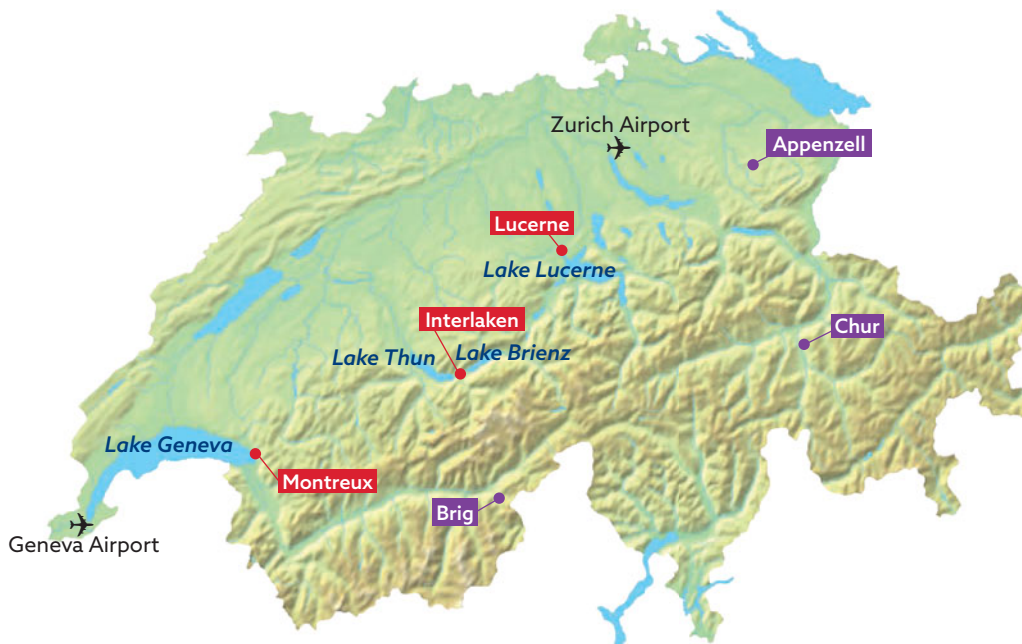 Zurich Airport
Appenzell
Lucerne
Lake Lucerne
Interlaken
Chur
Lake Thun
Lake Brienz
Lake Geneva
Montreux
Brig
Geneva Airport